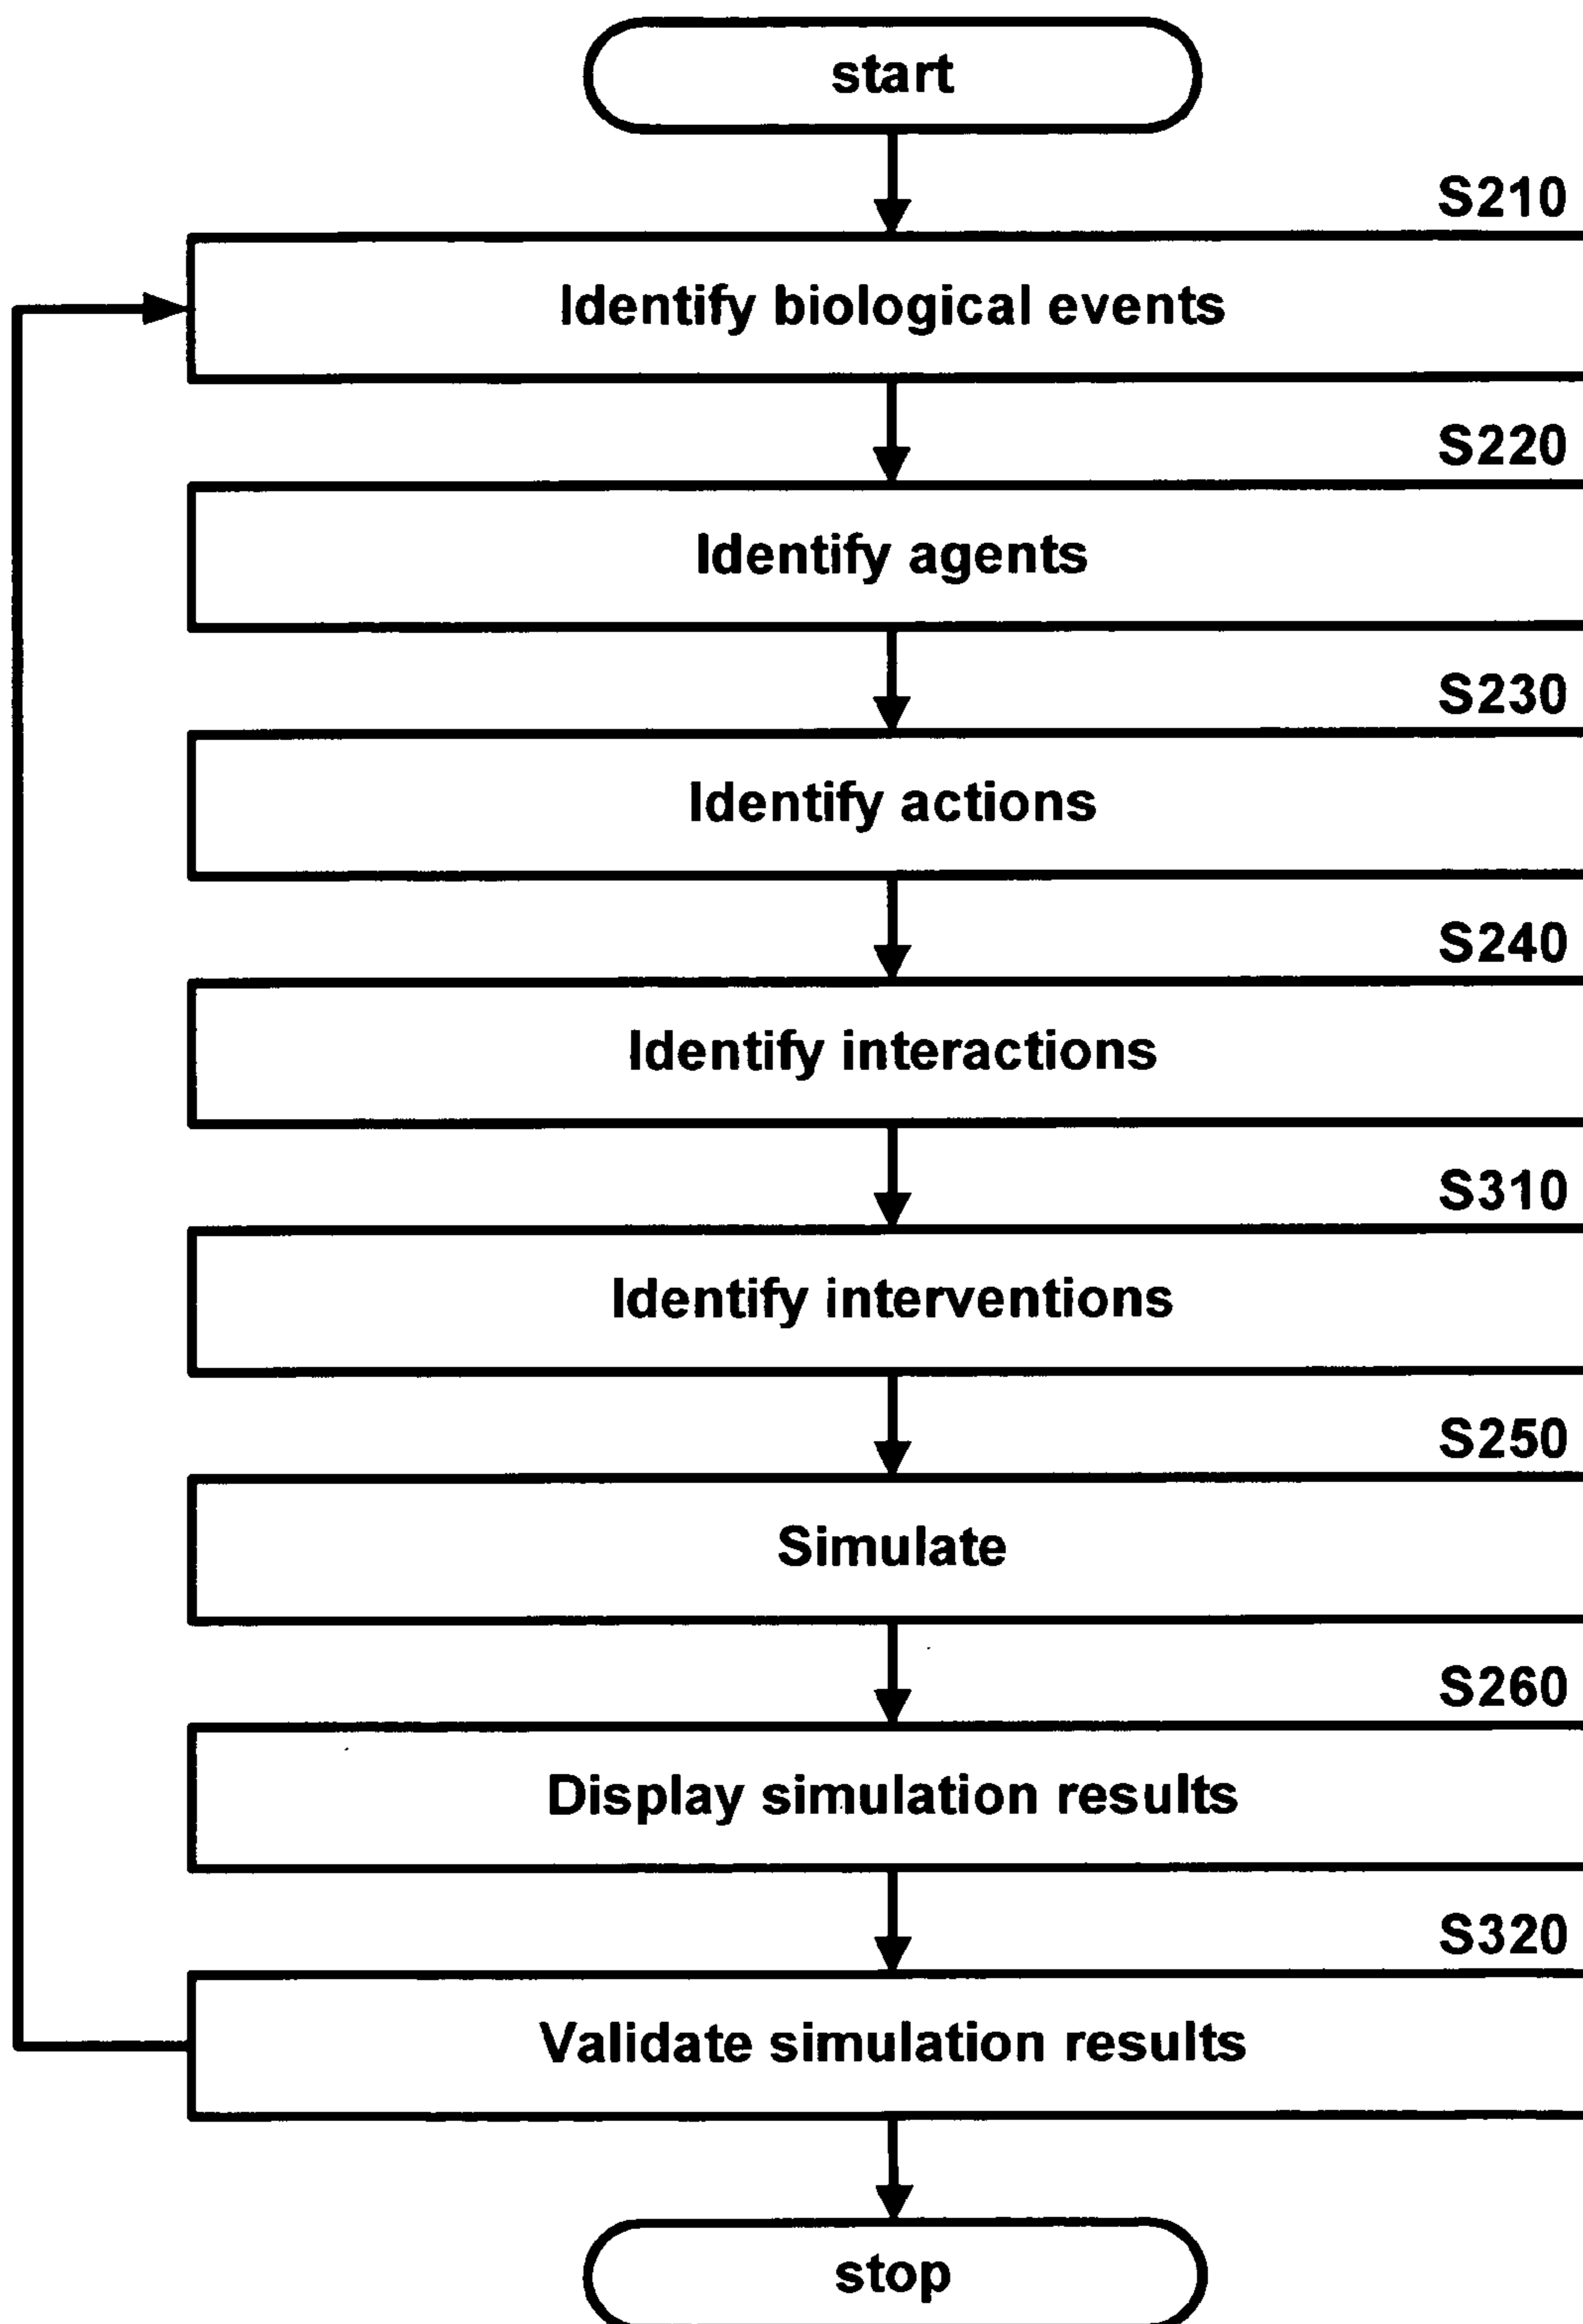 start
S210
Identify biological events
S220
Identify agents
S230
Identify actions
S240
Identify interactions
S310
Identify interventions
S250
Simulate
S260
Display simulation results
S320
Validate simulation results
stop